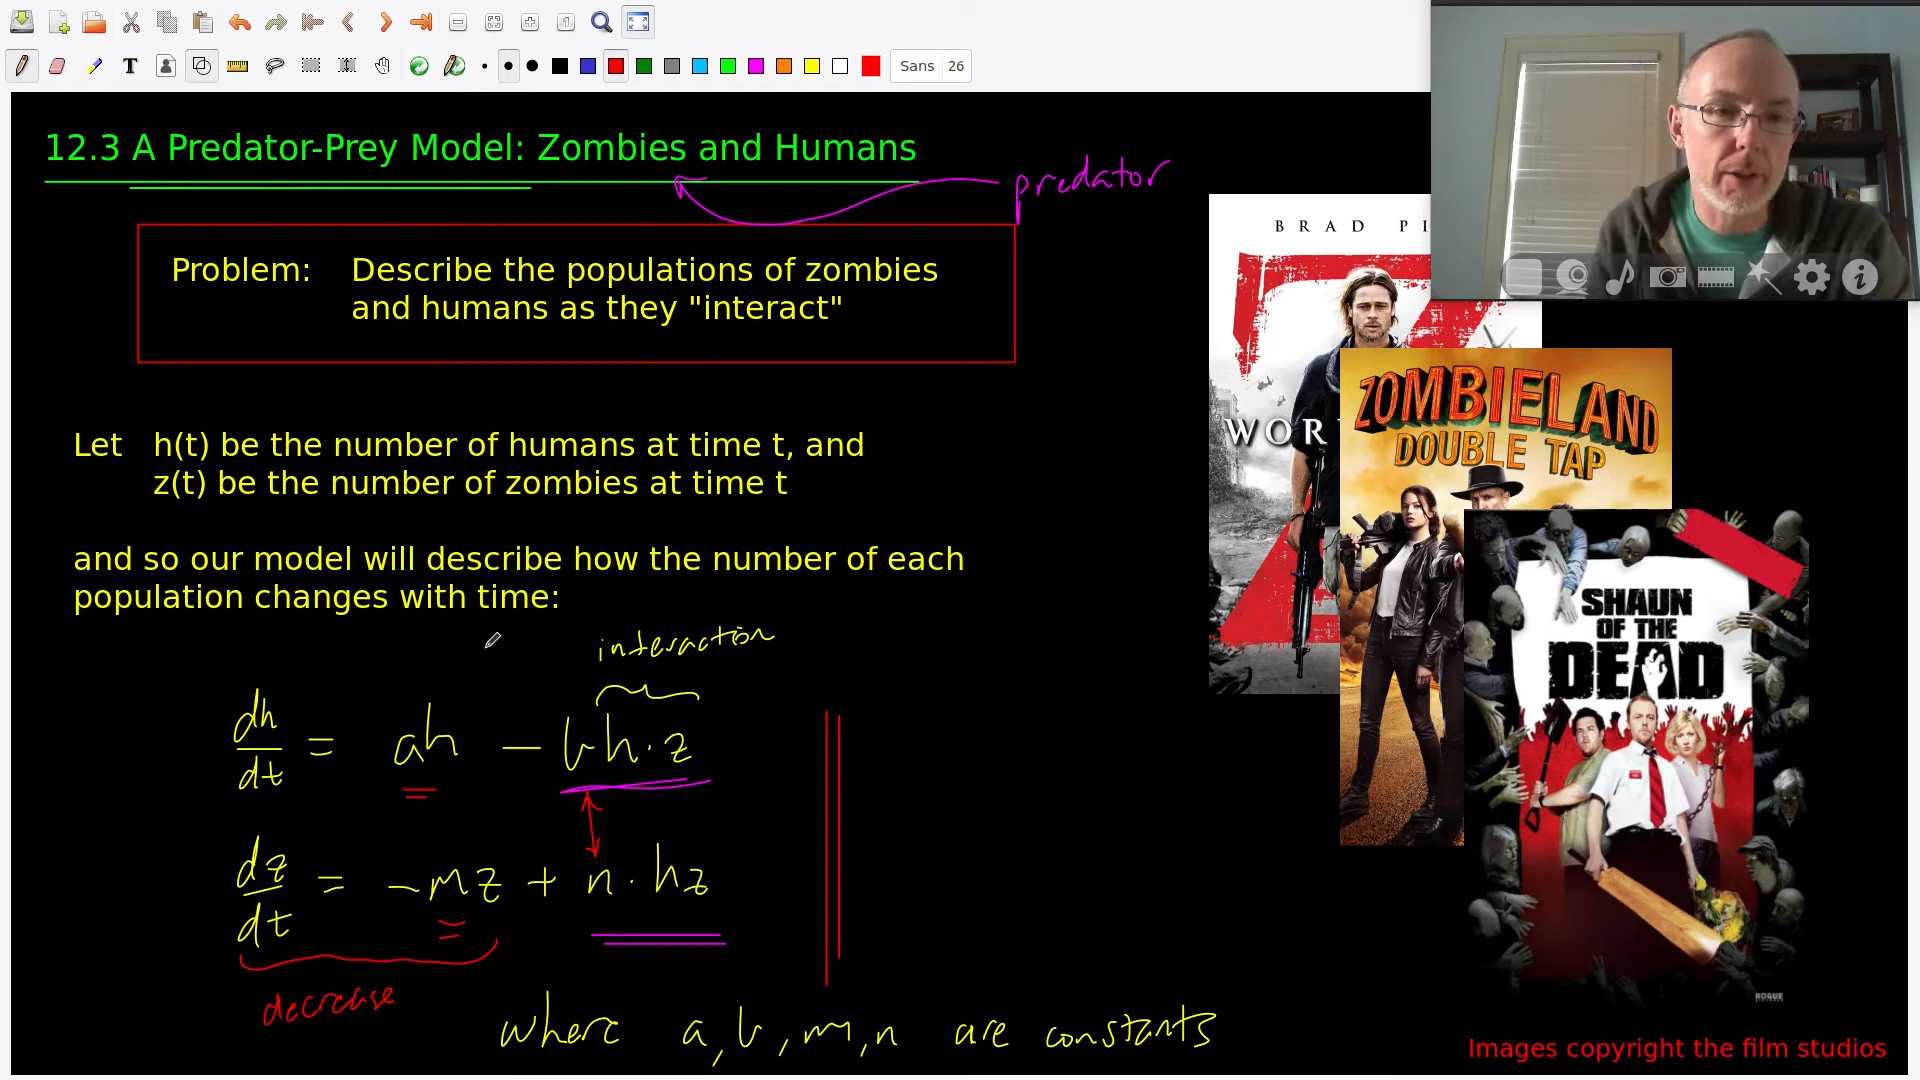 Sans 26
12.3 A Predator-Prey Model: Zombies and Humans
predator
Problem: Describe the populations of zombies
and humans as they "interact"
Let h(t) be the number of humans at time t, and
z(t) be the number of zombies at time t
and so our model will describe how the number of each
population changes with time:
interaction
dh/dt = ah - bh·z
dz/dt = -mz + n·hz
decrease
where a, b, m, n are constants
BRAD PI
WOR
ZOMBIELAND
DOUBLE TAP
SHAUN
OF THE
DEAD
ROGUE
Images copyright the film studios